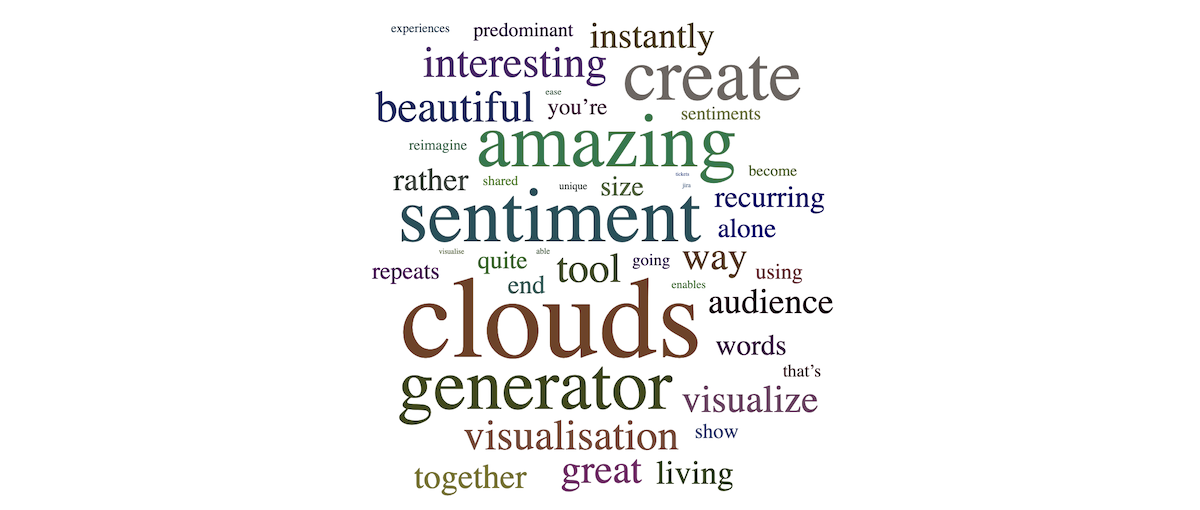 experiences predominant instantly
interesting create
beautiful ease you’re sentiments
reimagine amazing
rather shared unique size tickets jira become
sentiment recurring
alone
visualise able way
repeats quite tool going using
end enables audience
clouds words
generator that’s
visualize
visualisation show
together great living